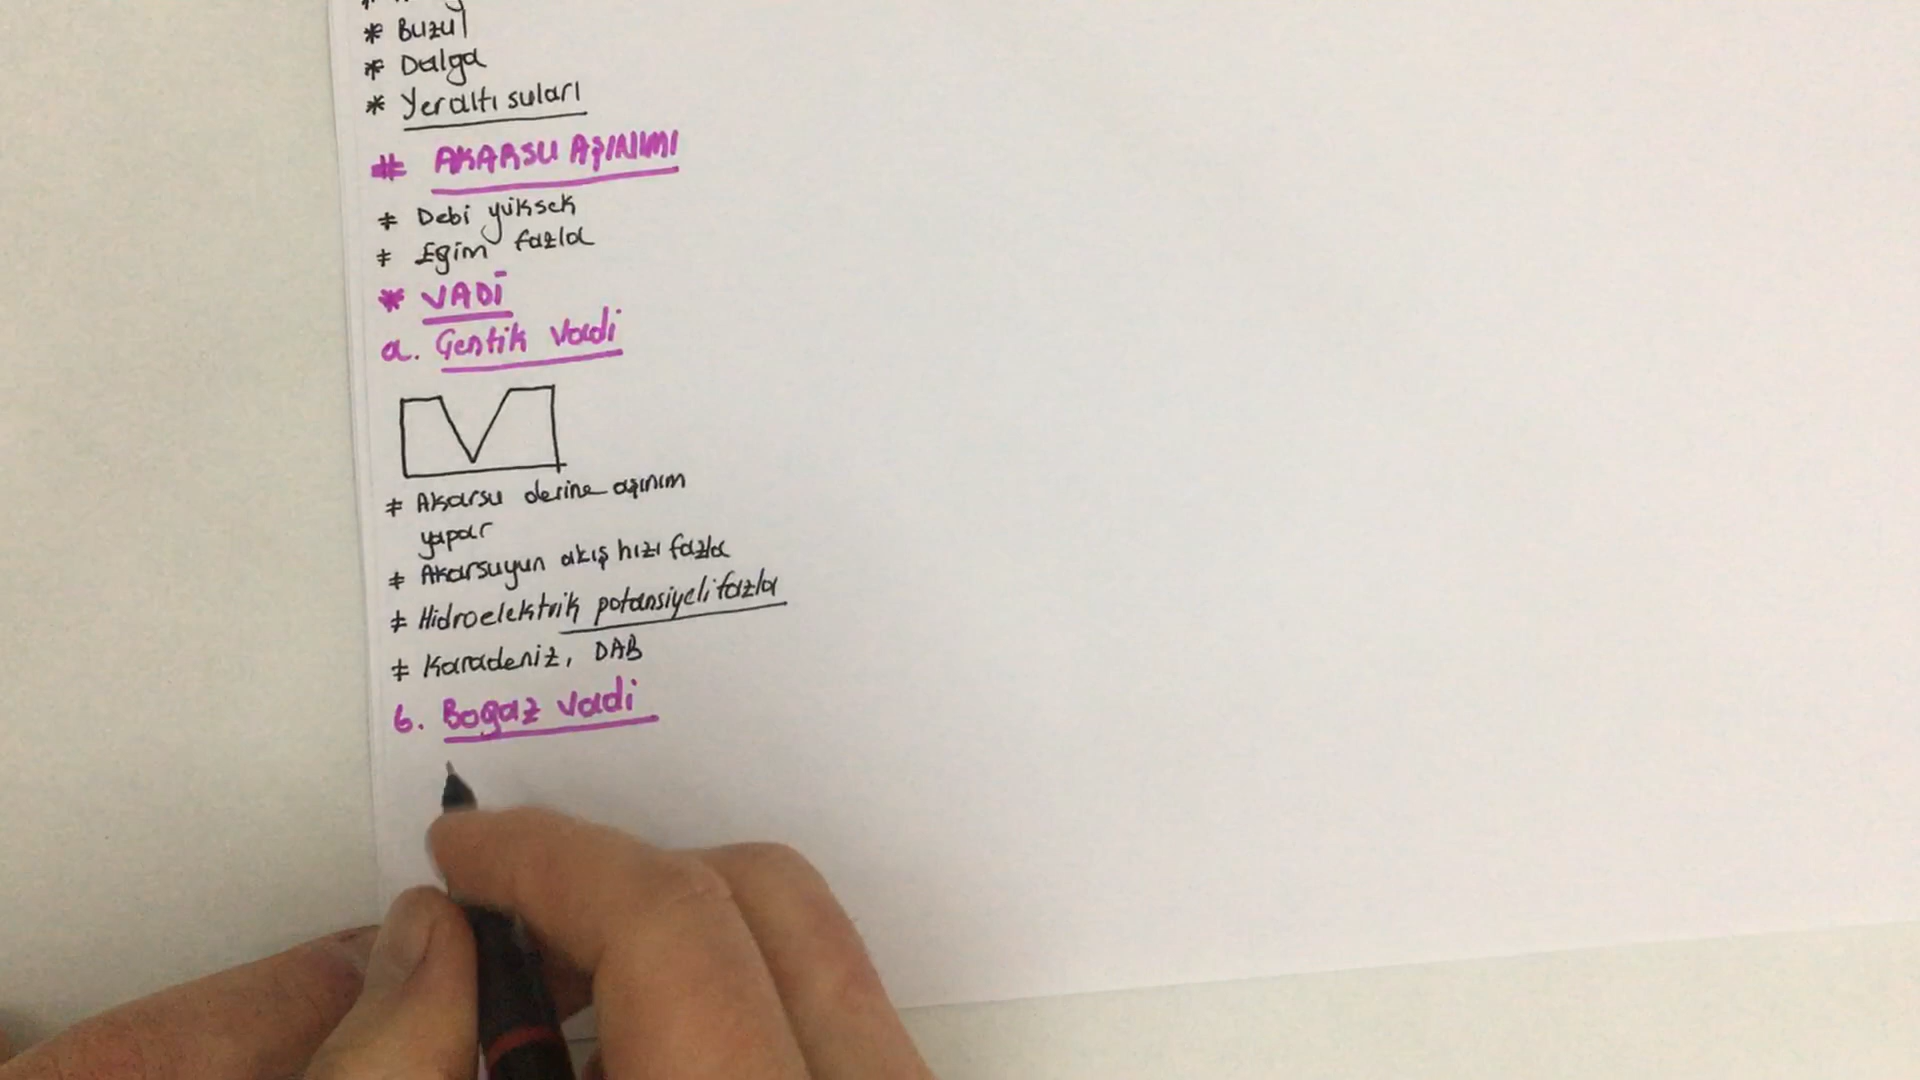 * Buzul
* Dalga
* Yeraltı suları
# AKARSU AŞINIMI
* Debi yüksek
* Eğim fazla
* VADİ
a. Çentik Vadi
* Akarsu derine aşınım
yapar
* Akarsuyun akış hızı fazla
* Hidroelektrik potansiyeli fazla
* Karadeniz, DAB
b. Boğaz vadi